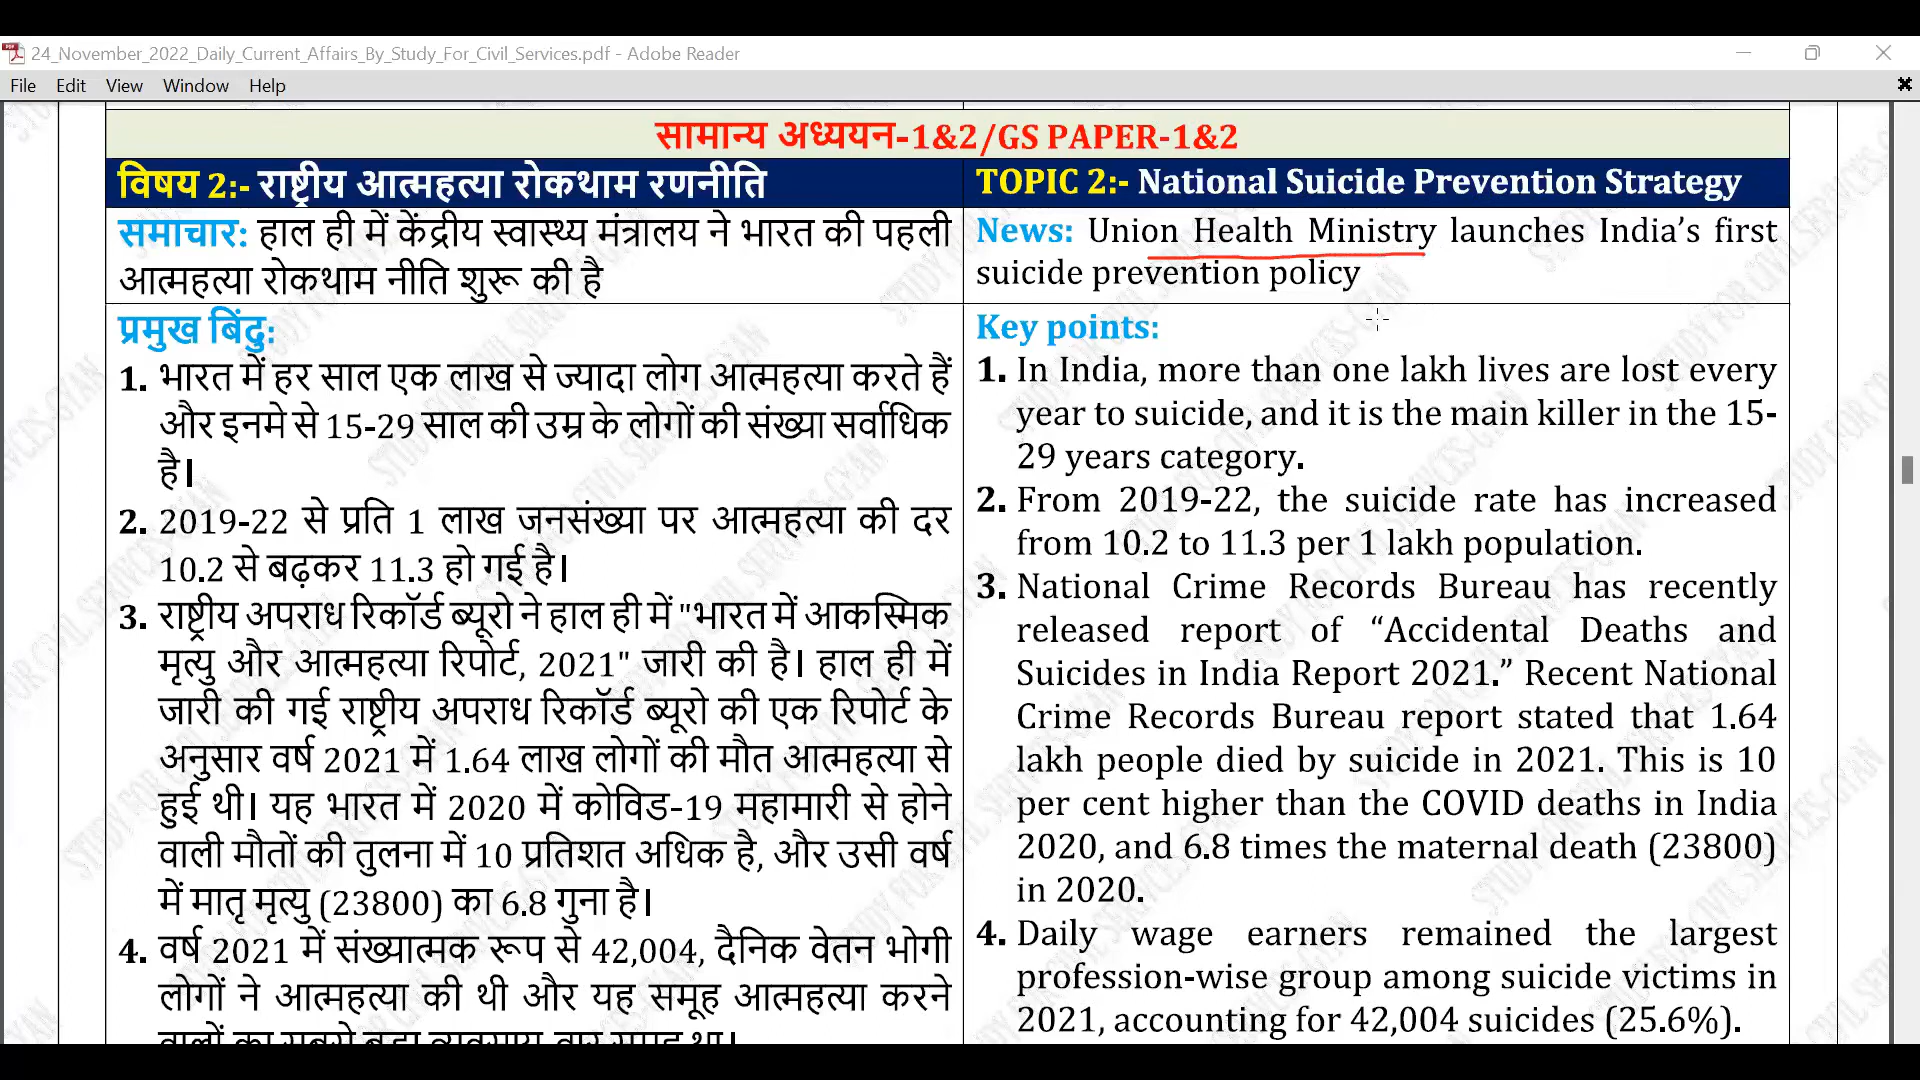 24_November_2022_Daily_Current_Affairs_By_Study_For_Civil_Services.pdf - Adobe Reader
File Edit View Window Help
सामान्य अध्ययन-1&2/GS PAPER-1&2
विषय 2:- राष्ट्रीय आत्महत्या रोकथाम रणनीति
समाचार: हाल ही में केंद्रीय स्वास्थ्य मंत्रालय ने भारत की पहली
आत्महत्या रोकथाम नीति शुरू की है
प्रमुख बिंदु:
1. भारत में हर साल एक लाख से ज्यादा लोग आत्महत्या करते हैं
और इनमे से 15-29 साल की उम्र के लोगों की संख्या सर्वाधिक
है।
2. 2019-22 से प्रति 1 लाख जनसंख्या पर आत्महत्या की दर
10.2 से बढ़कर 11.3 हो गई है।
3. राष्ट्रीय अपराध रिकॉर्ड ब्यूरो ने हाल ही में "भारत में आकस्मिक
मृत्यु और आत्महत्या रिपोर्ट, 2021" जारी की है। हाल ही में
जारी की गई राष्ट्रीय अपराध रिकॉर्ड ब्यूरो की एक रिपोर्ट के
अनुसार वर्ष 2021 में 1.64 लाख लोगों की मौत आत्महत्या से
हुई थी। यह भारत में 2020 में कोविड-19 महामारी से होने
वाली मौतों की तुलना में 10 प्रतिशत अधिक है, और उसी वर्ष
में मातृ मृत्यु (23800) का 6.8 गुना है।
4. वर्ष 2021 में संख्यात्मक रूप से 42,004, दैनिक वेतन भोगी
लोगों ने आत्महत्या की थी और यह समूह आत्महत्या करने
वालों का सबसे बड़ा व्यवसाय वार समूह था।
TOPIC 2:- National Suicide Prevention Strategy
News: Union Health Ministry launches India’s first
suicide prevention policy
Key points:
1. In India, more than one lakh lives are lost every
year to suicide, and it is the main killer in the 15-
29 years category.
2. From 2019-22, the suicide rate has increased
from 10.2 to 11.3 per 1 lakh population.
3. National Crime Records Bureau has recently
released report of “Accidental Deaths and
Suicides in India Report 2021.” Recent National
Crime Records Bureau report stated that 1.64
lakh people died by suicide in 2021. This is 10
per cent higher than the COVID deaths in India
2020, and 6.8 times the maternal death (23800)
in 2020.
4. Daily wage earners remained the largest
profession-wise group among suicide victims in
2021, accounting for 42,004 suicides (25.6%).